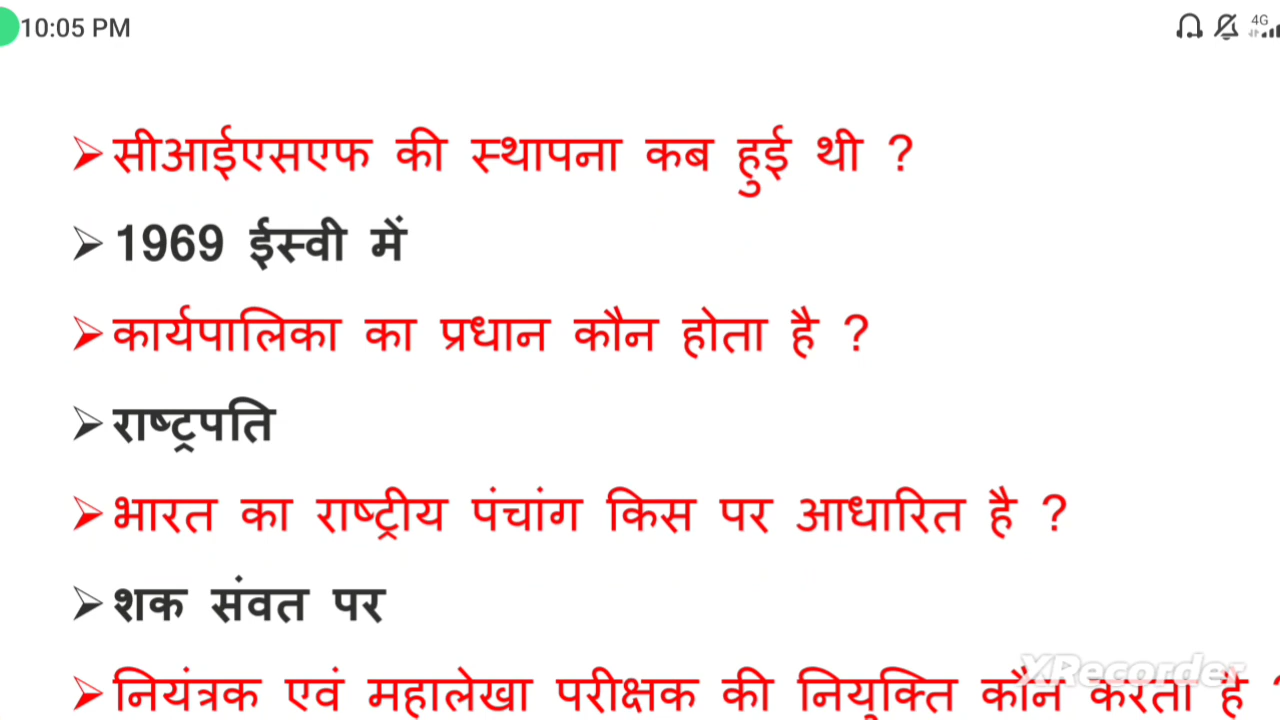 10:05 PM 4G
➢सीआईएसएफ की स्थापना कब हुई थी ?
➢1969 ईस्वी में
➢कार्यपालिका का प्रधान कौन होता है ?
➢राष्ट्रपति
➢भारत का राष्ट्रीय पंचांग किस पर आधारित है ?
➢शक संवत पर
XRecorder
➢नियंत्रक एवं महालेखा परीक्षक की नियुक्ति कौन करता है ?